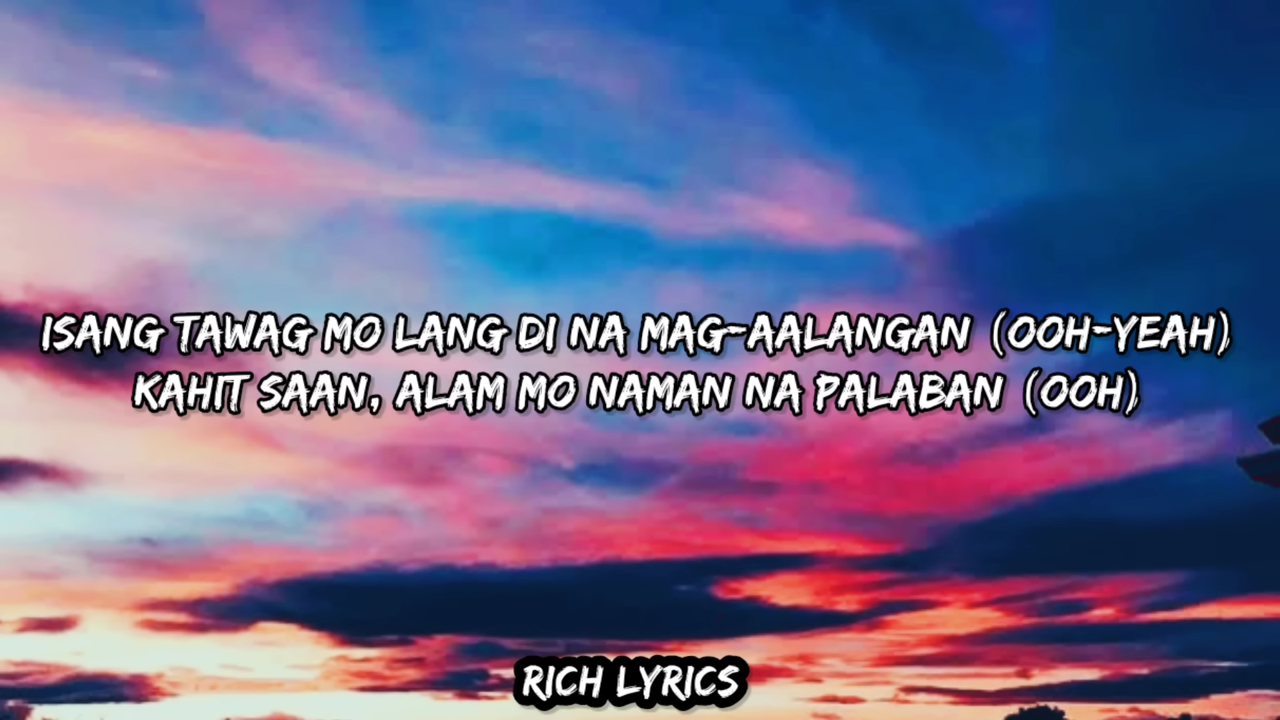 ISANG TAWAG MO LANG DI NA MAG-AALANGAN (OOH-YEAH)
KAHIT SAAN, ALAM MO NAMAN NA PALABAN (OOH)
RICH LYRICS